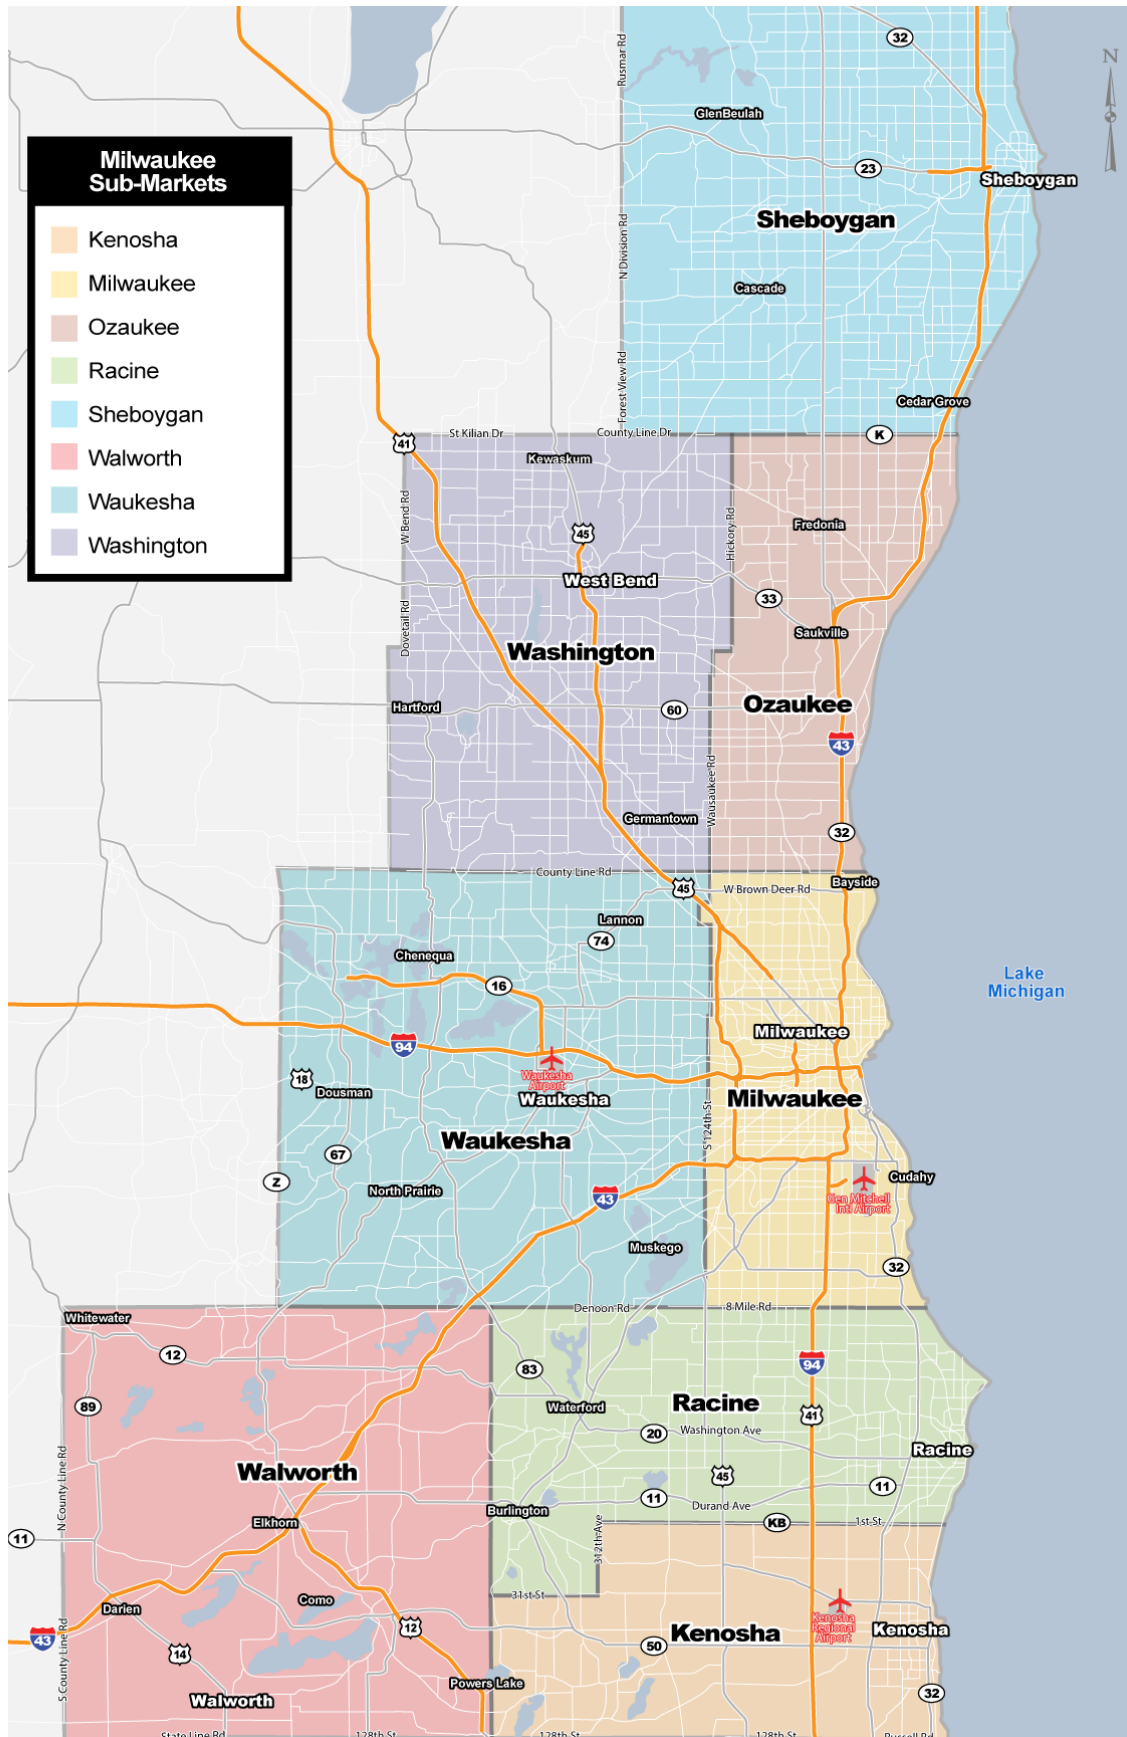 32
N
Rusmar Rd
GlenBeulah
Milwaukee
Sub-Markets
Kenosha
Milwaukee
Ozaukee
Racine
Sheboygan
Walworth
Waukesha
Washington
23
Sheboygan
Sheboygan
N Division Rd
Cascade
Forest View Rd
Cedar Grove
St Kilian Dr
County Line Dr
K
41
Kewaskum
W Bend Rd
45
Hickory Rd
Fredonia
West Bend
33
Dovetail Rd
Saukville
Washington
Hartford
60
Ozaukee
43
Wausaukee Rd
Germantown
32
County Line Rd
45
W Brown Deer Rd
Bayside
Lannon
74
Chenequa
16
Lake
Michigan
Milwaukee
94
Waukesha
Airport
18
Dousman
Waukesha
Milwaukee
S 124th St
Waukesha
67
Z
North Prairie
43
Cudahy
Gen Mitchell
Intl Airport
Muskego
32
Denoon Rd
8 Mile Rd
Whitewater
12
83
94
89
Waterford
Racine
41
20
Washington Ave
Racine
N County Line Rd
Walworth
45
11
11
Burlington
Durand Ave
Elkhorn
KB
1st St
11
312th Ave
31st St
Como
Darien
Kenosha
Regional
Airport
43
12
Kenosha
Kenosha
50
14
S County Line Rd
Powers Lake
Walworth
32
State Line Rd
128th St
128th St
128th St
Russell Rd